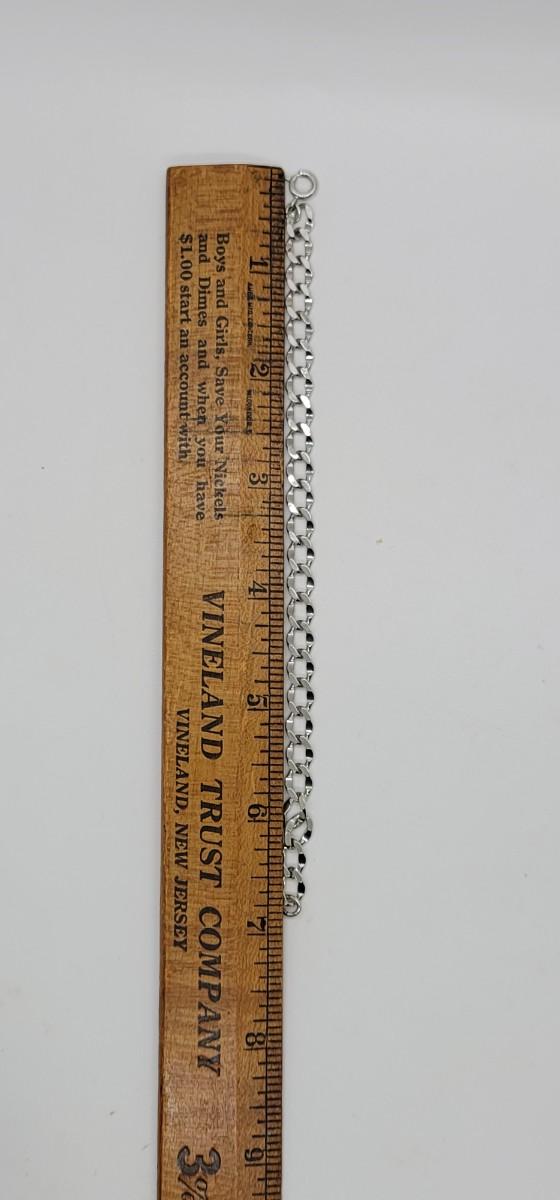 Boys and Girls, Save Your Nickels
and Dimes and when you have
$1.00 start an account with
VINELAND TRUST COMPANY
VINELAND, NEW JERSEY
3%
1
2
3
4
5
6
7
8
9